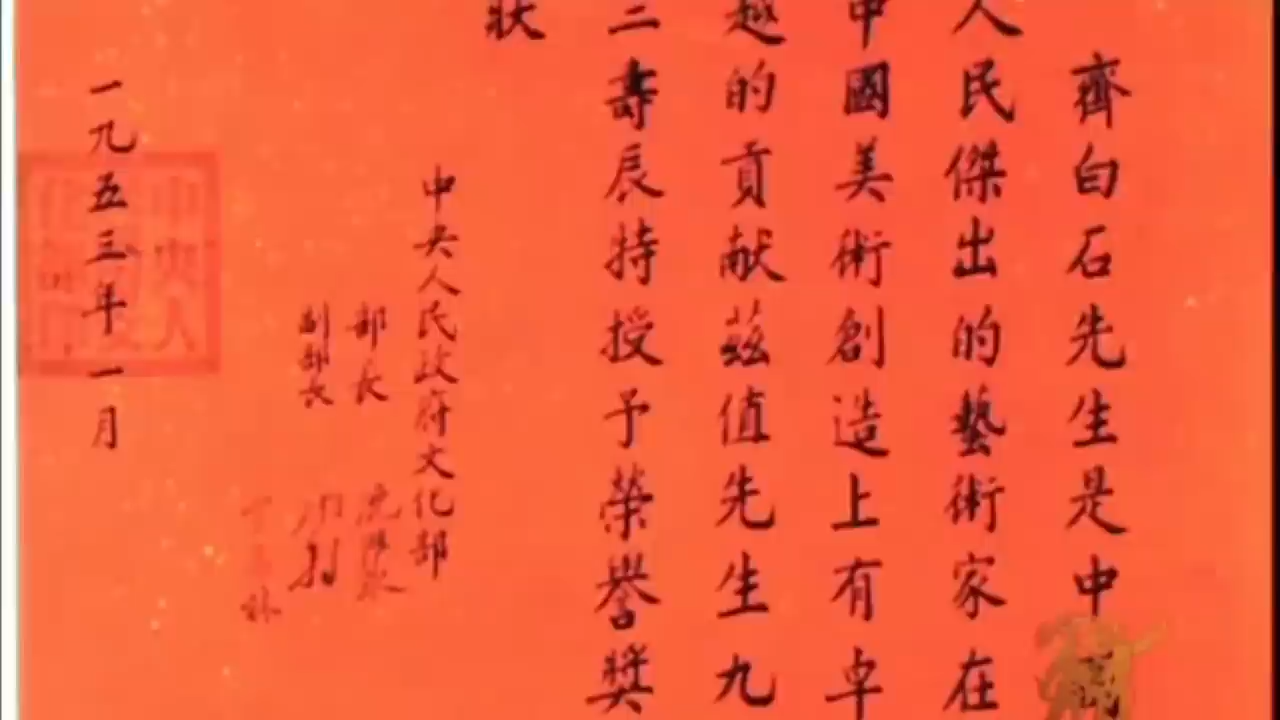 齊白石先生是中國
人民傑出的藝術家在
中國美術創造上有卓
越的貢献茲值先生九
三壽辰特授予榮譽獎
狀
中央人民政府文化部
部長
副部長
一九五三年一月